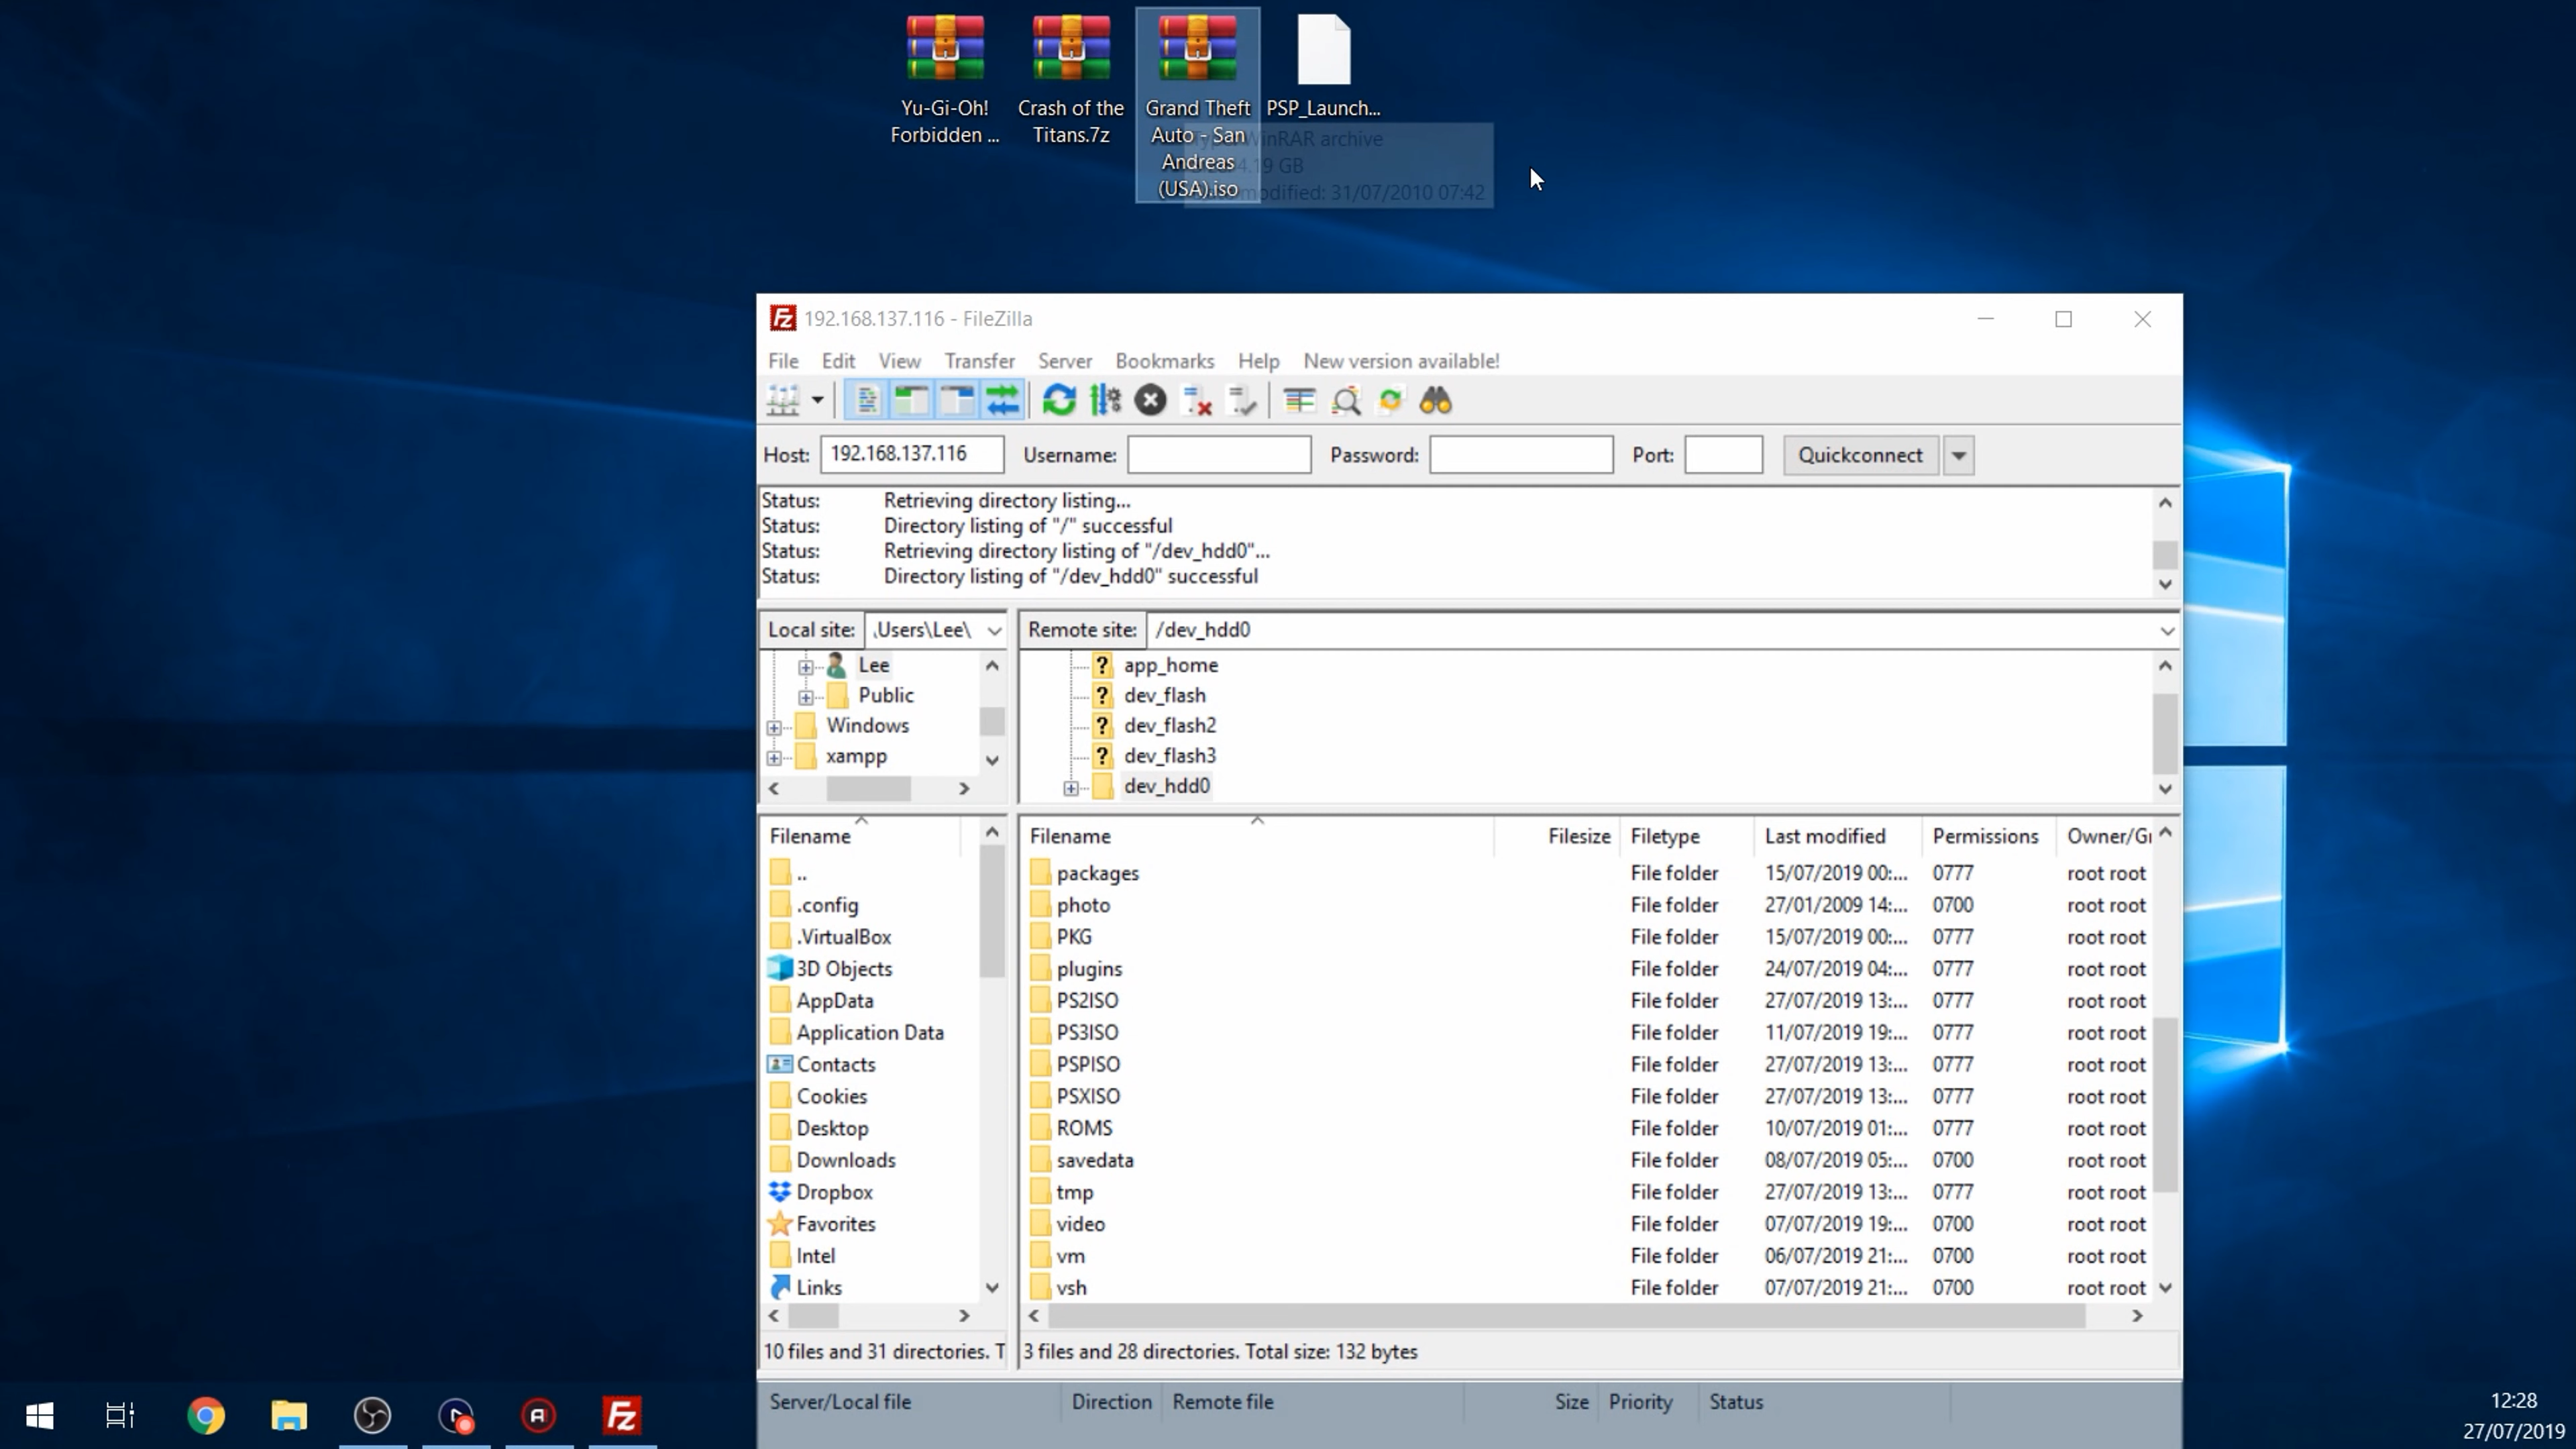 Yu-Gi-Oh!
Forbidden ...
Crash of the
Titans.7z
Grand Theft
Auto - San
Andreas
(USA).iso
PSP_Launch...
WinRAR archive
4.19 GB
modified: 31/07/2010 07:42
192.168.137.116 - FileZilla
File Edit View Transfer Server Bookmarks Help New version available!
Host: 192.168.137.116 Username: Password: Port: Quickconnect
Status: Retrieving directory listing...
Status: Directory listing of "/" successful
Status: Retrieving directory listing of "/dev_hdd0"...
Status: Directory listing of "/dev_hdd0" successful
Local site: \Users\Lee\
Lee
Public
Windows
xampp
Remote site: /dev_hdd0
app_home
dev_flash
dev_flash2
dev_flash3
dev_hdd0
Filename
..
.config
.VirtualBox
3D Objects
AppData
Application Data
Contacts
Cookies
Desktop
Downloads
Dropbox
Favorites
Intel
Links
10 files and 31 directories. T
Filename Filesize Filetype Last modified Permissions Owner/Gr
packages File folder 15/07/2019 00:... 0777 root root
photo File folder 27/01/2009 14:... 0700 root root
PKG File folder 15/07/2019 00:... 0777 root root
plugins File folder 24/07/2019 04:... 0777 root root
PS2ISO File folder 27/07/2019 13:... 0777 root root
PS3ISO File folder 11/07/2019 19:... 0777 root root
PSPISO File folder 27/07/2019 13:... 0777 root root
PSXISO File folder 27/07/2019 13:... 0777 root root
ROMS File folder 10/07/2019 01:... 0777 root root
savedata File folder 08/07/2019 05:... 0700 root root
tmp File folder 27/07/2019 13:... 0777 root root
video File folder 07/07/2019 19:... 0700 root root
vm File folder 06/07/2019 21:... 0700 root root
vsh File folder 07/07/2019 21:... 0700 root root
3 files and 28 directories. Total size: 132 bytes
Server/Local file Direction Remote file Size Priority Status
12:28
27/07/2019